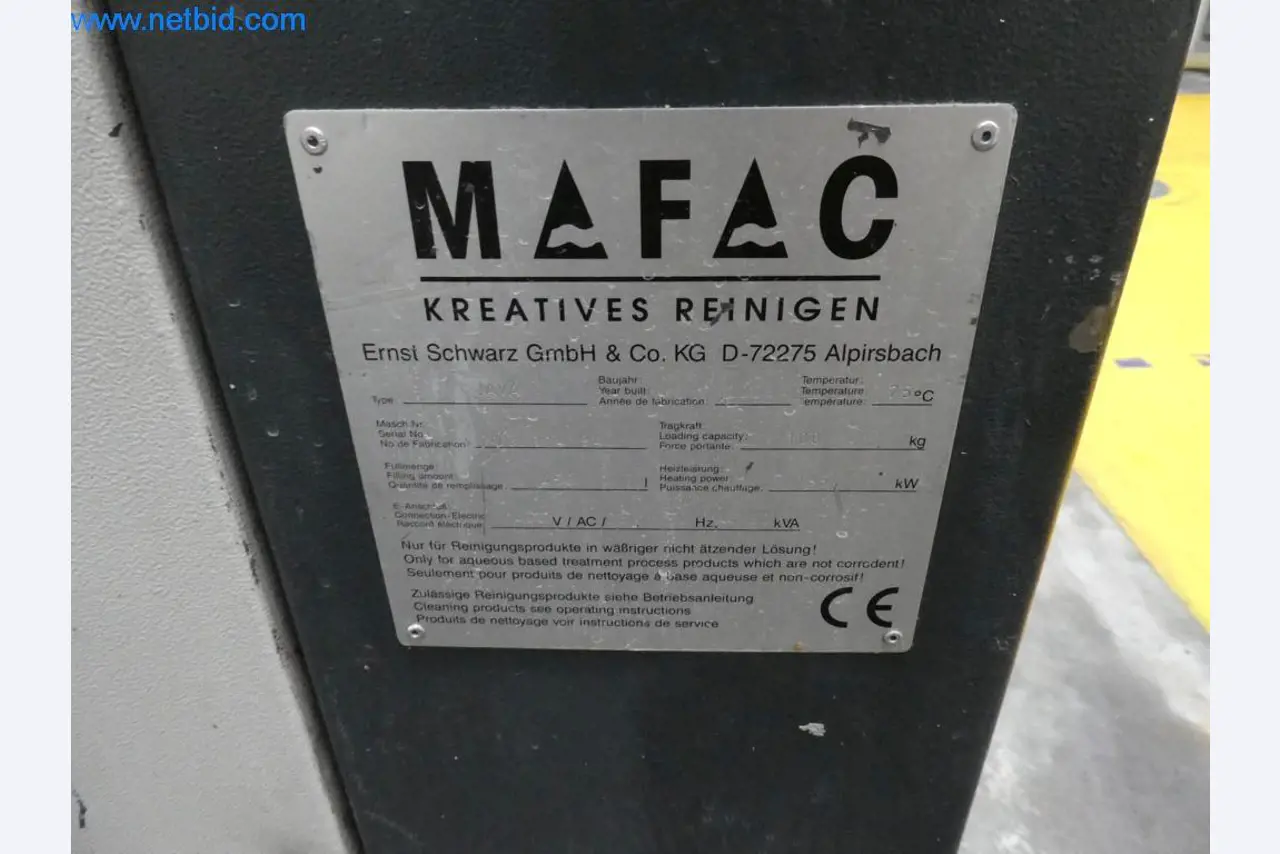 www.netbid.com
MAFAC
KREATIVES REINIGEN
Ernst Schwarz GmbH & Co. KG D-72275 Alpirsbach
Type JAVA
Baujahr:
Year built:
Année de fabrication:
Temperatur:
Temperature:
Température: 75°C
Masch.Nr.
Serial No.
No de Fabrication:
Tragkraft:
Loading capacity:
Force portante: kg
Füllmenge:
Filling amount:
Quantité de remplissage: l
Heizleistung:
Heating power:
Puissance chauffage: kW
E-Anschluß
Connection-Electric
Raccord électrique: V / AC / Hz. kVA
Nur für Reinigungsprodukte in wäßriger nicht ätzender Lösung!
Only for aqueous based treatment process products which are not corrodent!
Seulement pour produits de nettoyage à base aqueuse et non-corrosif!
Zulässige Reinigungsprodukte siehe Betriebsanleitung
Cleaning products see operating instructions
Produits de nettoyage voir instructions de service
CE